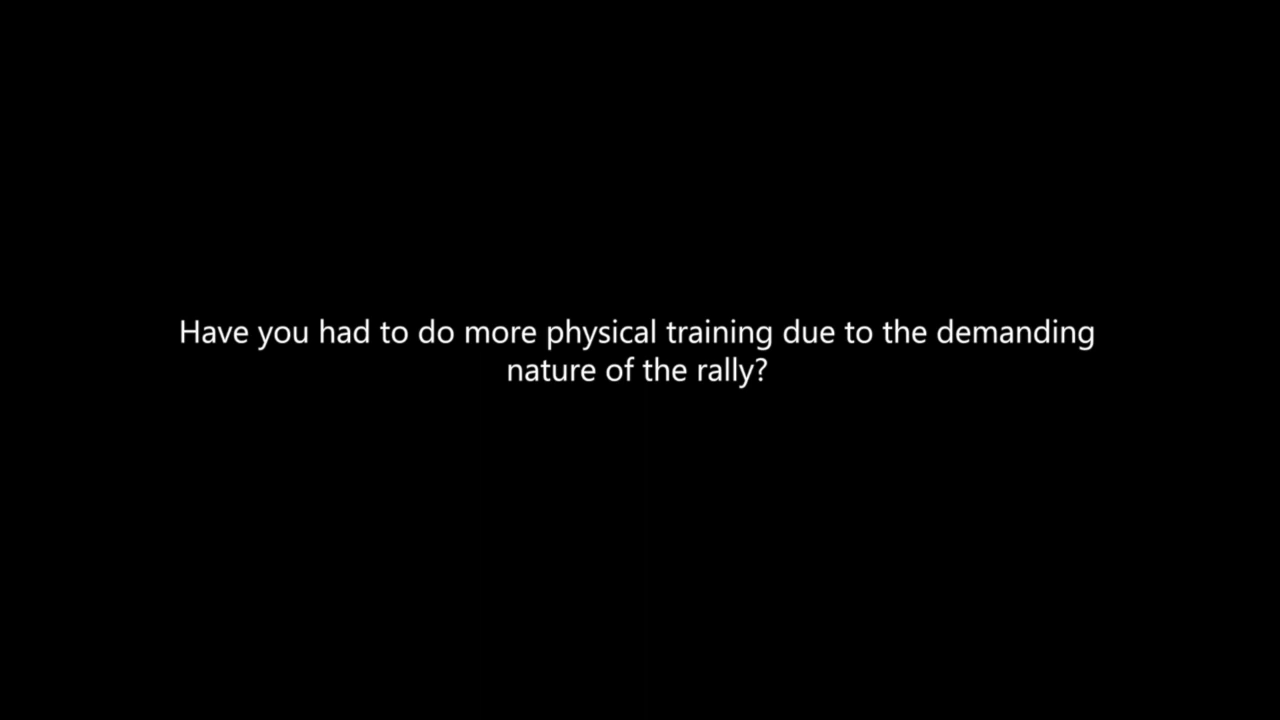 Have you had to do more physical training due to the demanding
nature of the rally?